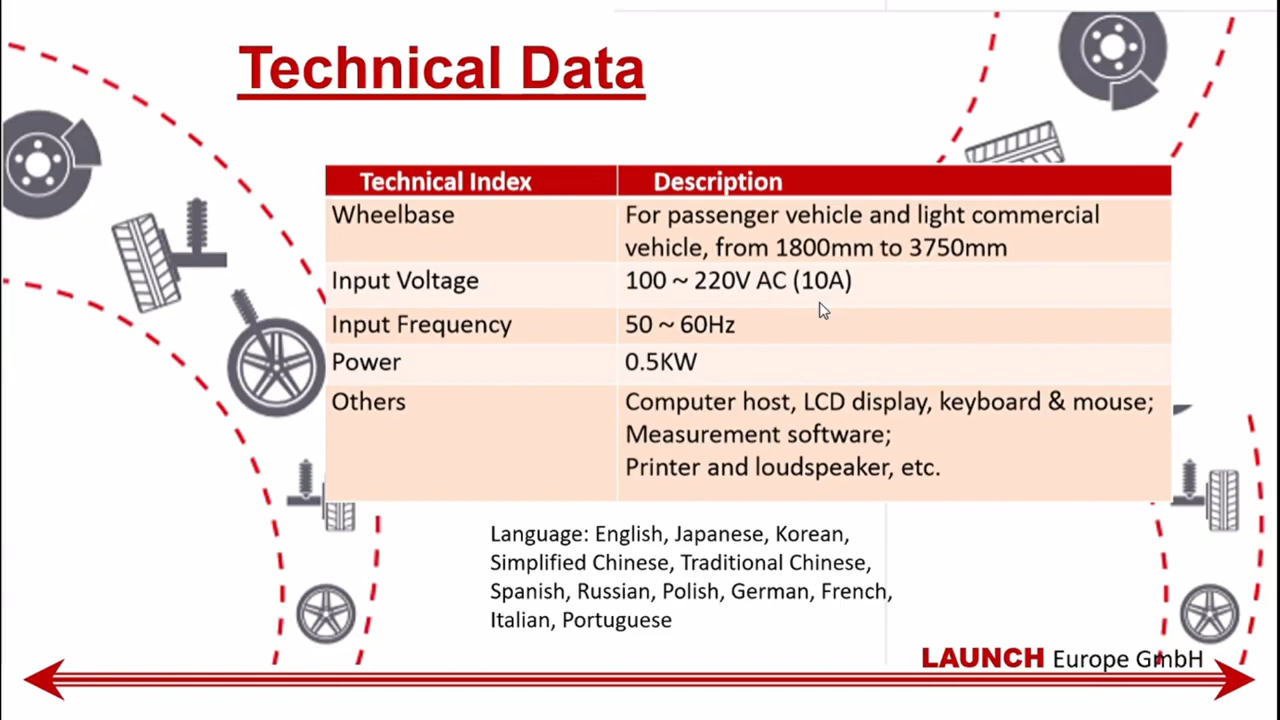 Technical Data
Technical Index Description
Wheelbase For passenger vehicle and light commercial
vehicle, from 1800mm to 3750mm
Input Voltage 100 ~ 220V AC (10A)
Input Frequency 50 ~ 60Hz
Power 0.5KW
Others Computer host, LCD display, keyboard & mouse;
Measurement software;
Printer and loudspeaker, etc.
Language: English, Japanese, Korean,
Simplified Chinese, Traditional Chinese,
Spanish, Russian, Polish, German, French,
Italian, Portuguese
LAUNCH Europe GmbH